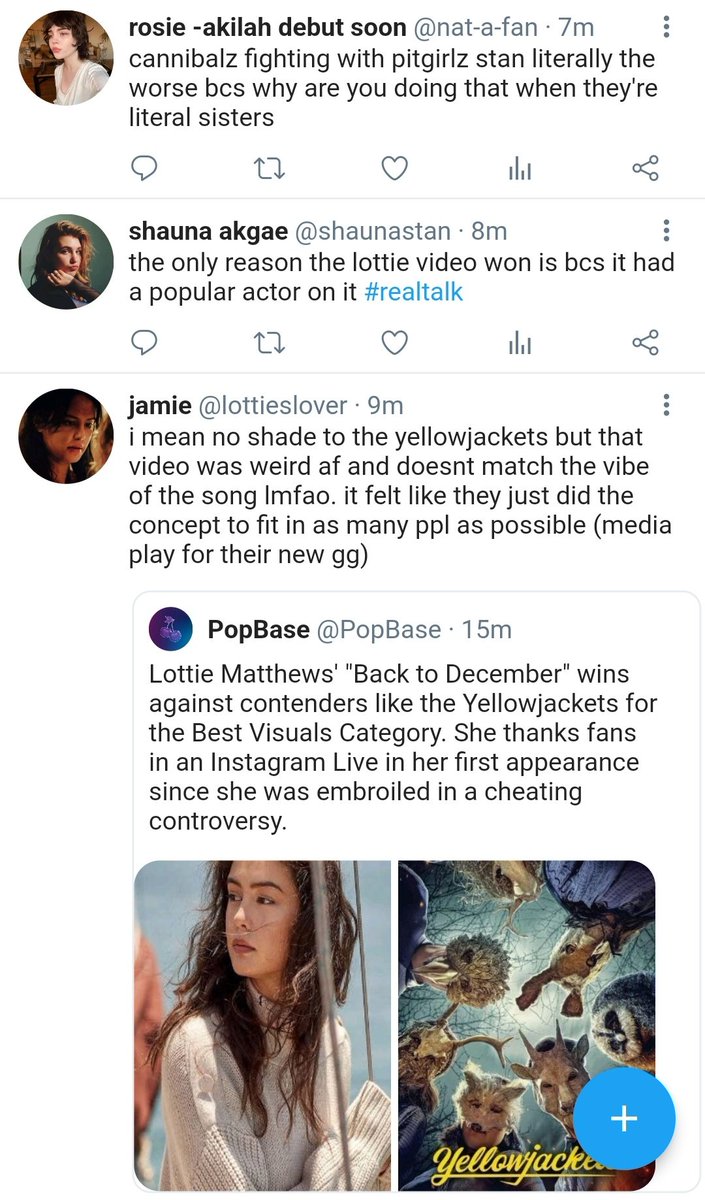 rosie -akilah debut soon @nat-a-fan · 7m
cannibalz fighting with pitgirlz stan literally the
worse bcs why are you doing that when they're
literal sisters
shauna akgae @shaunastan · 8m
the only reason the lottie video won is bcs it had
a popular actor on it #realtalk
jamie @lottieslover · 9m
i mean no shade to the yellowjackets but that
video was weird af and doesnt match the vibe
of the song lmfao. it felt like they just did the
concept to fit in as many ppl as possible (media
play for their new gg)
PopBase @PopBase · 15m
Lottie Matthews' "Back to December" wins
against contenders like the Yellowjackets for
the Best Visuals Category. She thanks fans
in an Instagram Live in her first appearance
since she was embroiled in a cheating
controversy.